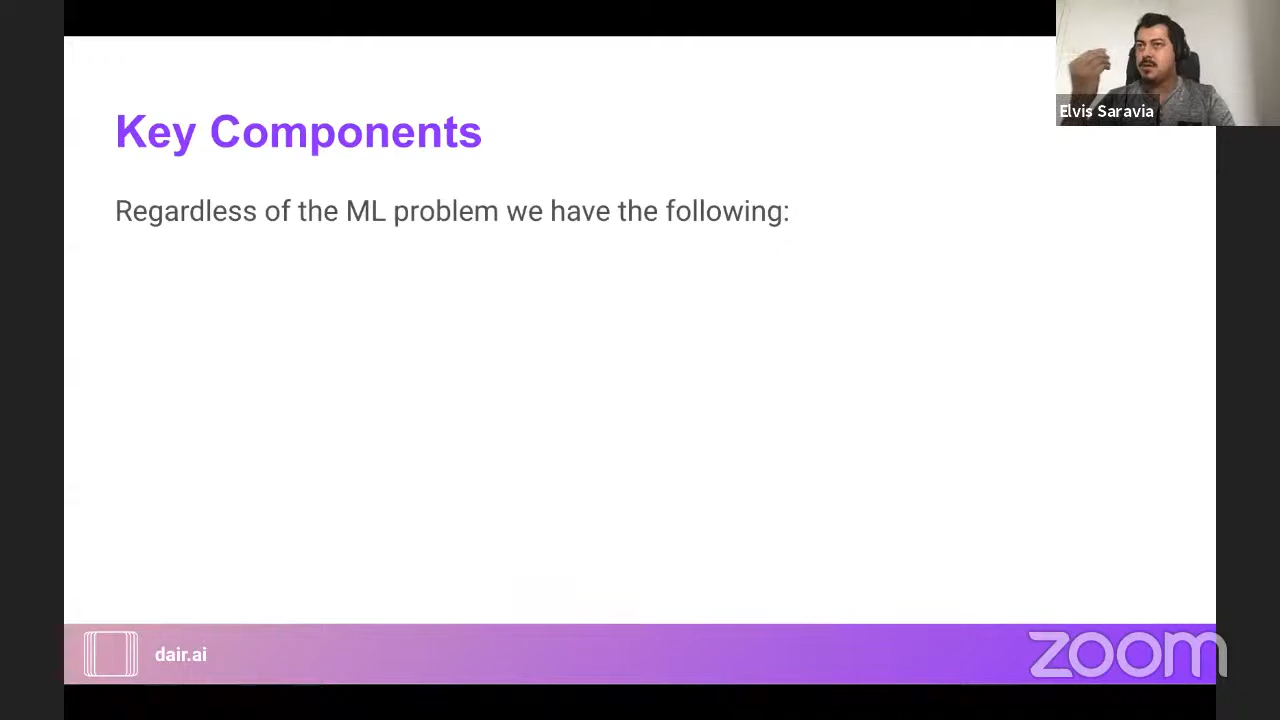 Elvis Saravia
Key Components
Regardless of the ML problem we have the following:
dair.ai
zoom